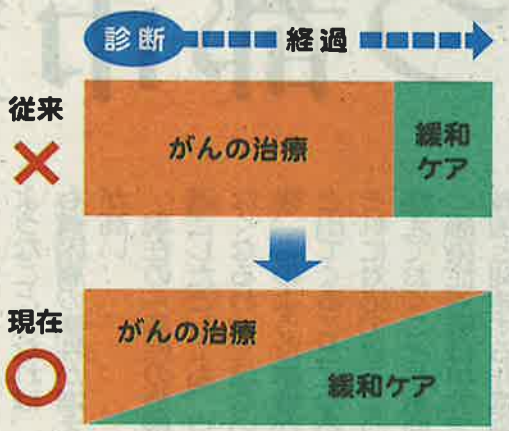 診断 経過
従来
がんの治療
緩和
ケア
現在
がんの治療
緩和ケア